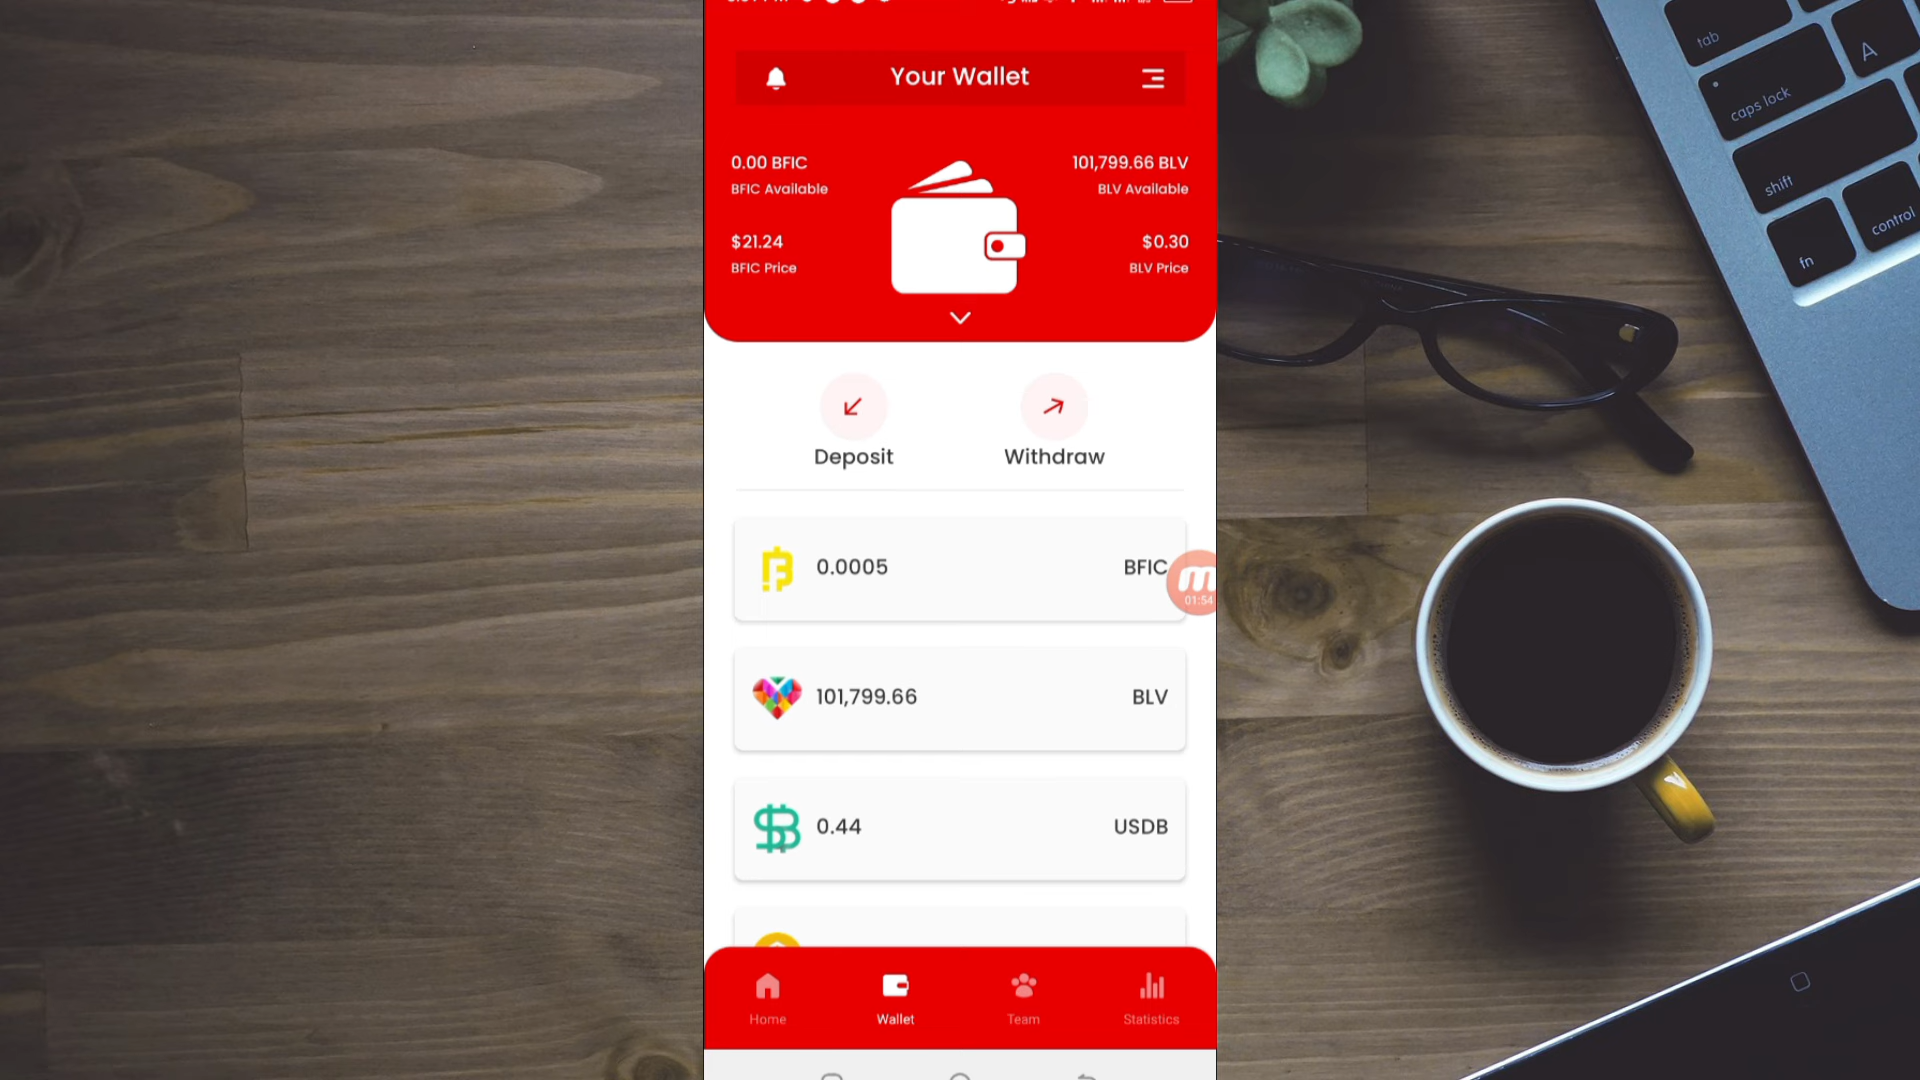 Your Wallet
0.00 BFIC
BFIC Available
101,799.66 BLV
BLV Available
$21.24
BFIC Price
$0.30
BLV Price
Deposit
Withdraw
0.0005
BFIC
01:54
101,799.66
BLV
0.44
USDB
Home
Wallet
Team
Statistics
tab
A
caps lock
shift
fn
control